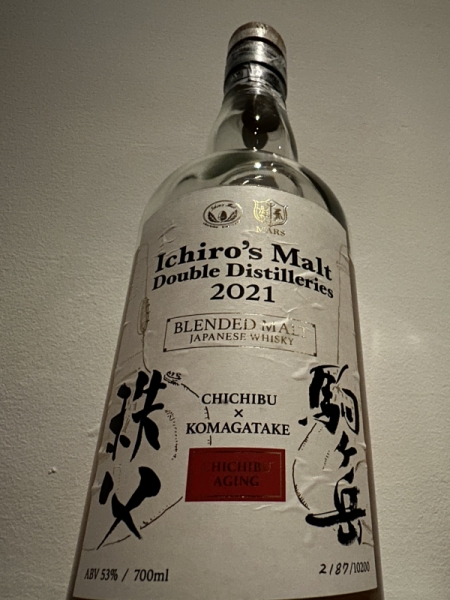 MARS
Ichiro's Malt
Double Distilleries
2021
BLENDED MALT
JAPANESE WHISKY
CHICHIBU
×
KOMAGATAKE
CHICHIBU
AGING
秩父
駒ヶ岳
ABV 53% / 700ml
2187/10200